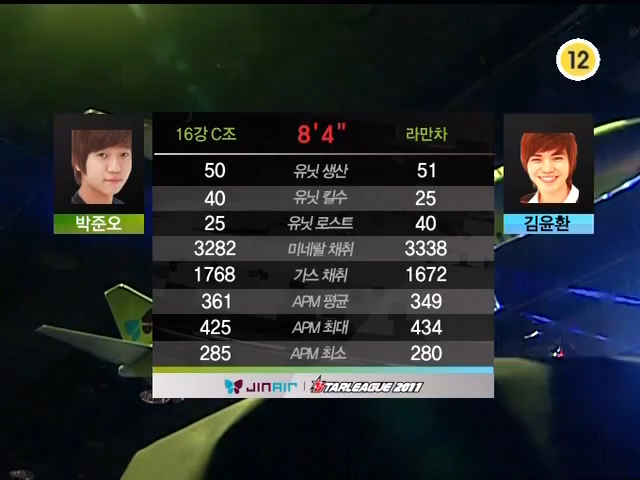 12
16강 C조 8'4" 라만차
50 유닛 생산 51
40 유닛 킬수 25
25 유닛 로스트 40
3282 미네랄 채취 3338
1768 가스 채취 1672
361 APM 평균 349
425 APM 최대 434
285 APM 최소 280
박준오
김윤환
JINAIR STARLEAGUE 2011